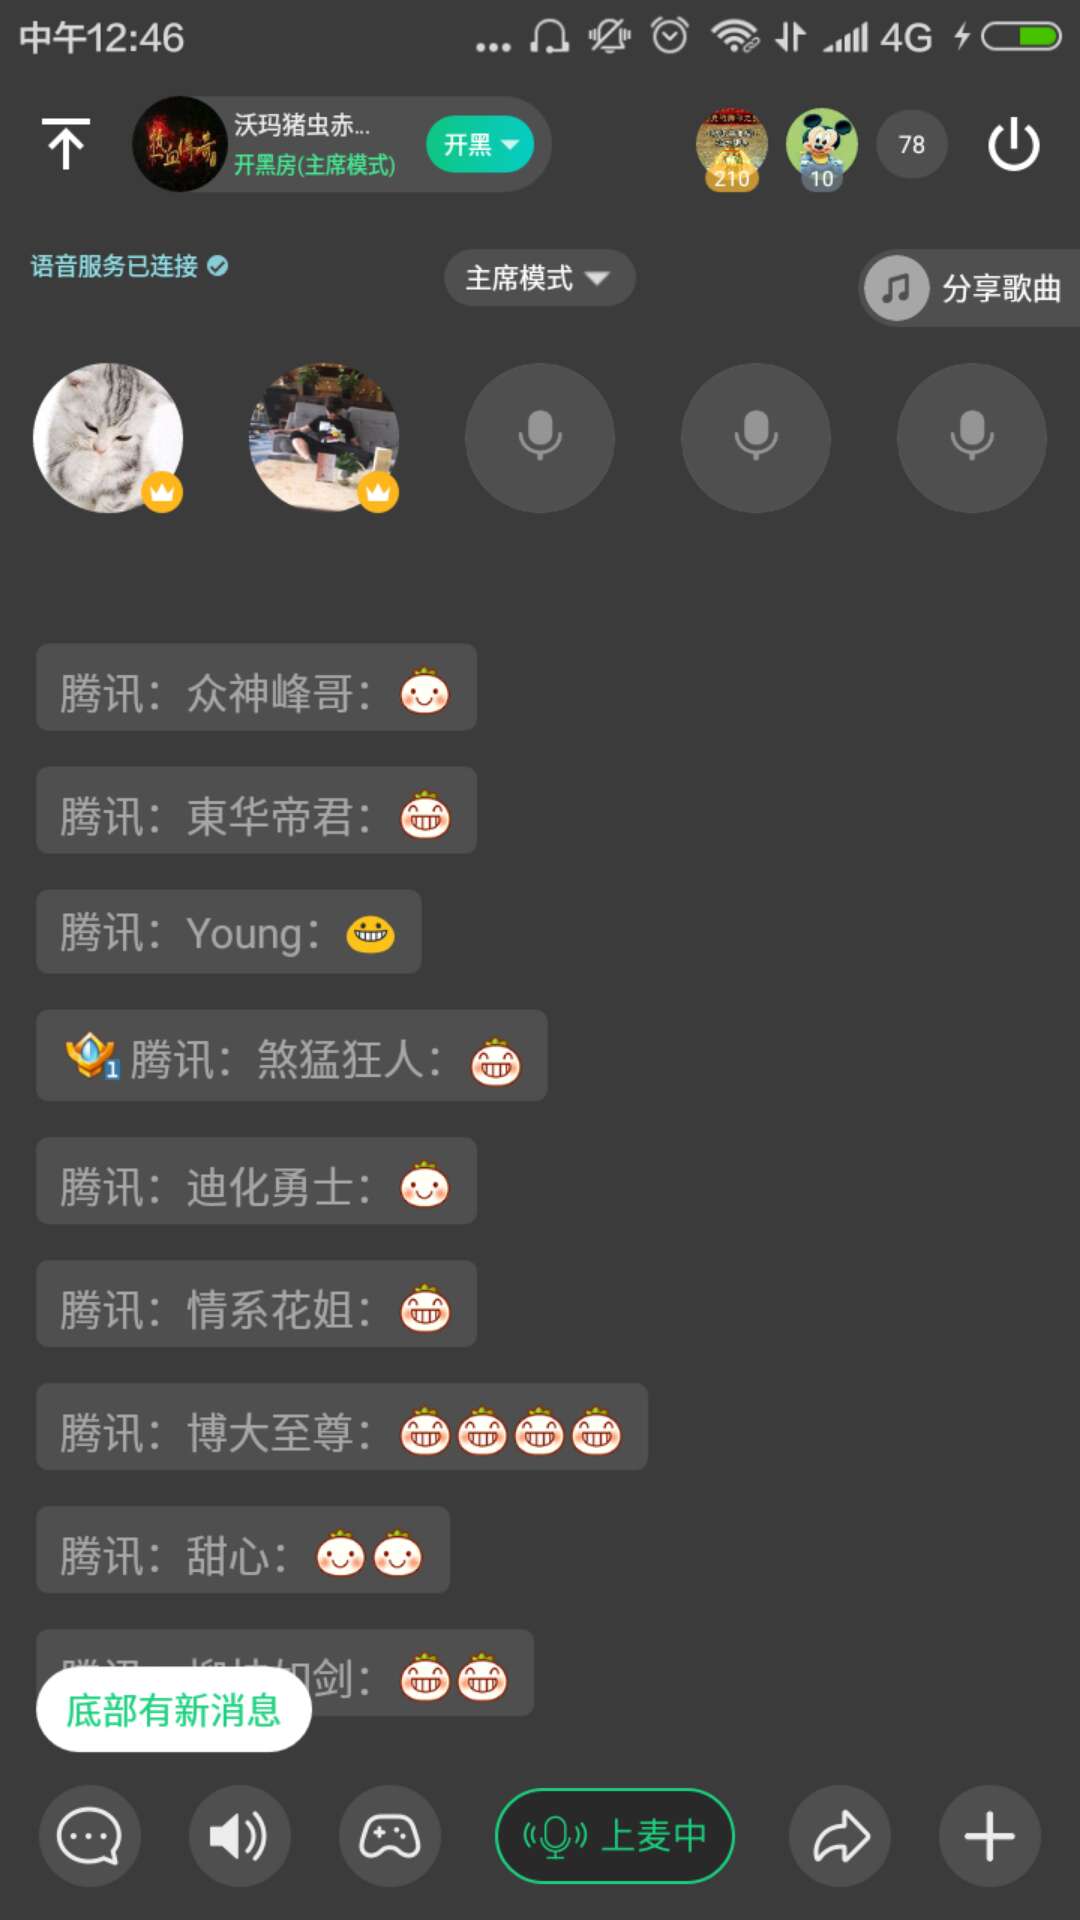 中午12:46
4G
热血传奇
沃玛猪虫赤...
开黑房(主席模式)
开黑
210
10
78
语音服务已连接
主席模式
分享歌曲
腾讯：众神峰哥：
腾讯：東华帝君：
腾讯：Young：
1 腾讯：煞猛狂人：
腾讯：迪化勇士：
腾讯：情系花姐：
腾讯：博大至尊：
腾讯：甜心：
剑：
底部有新消息
上麦中